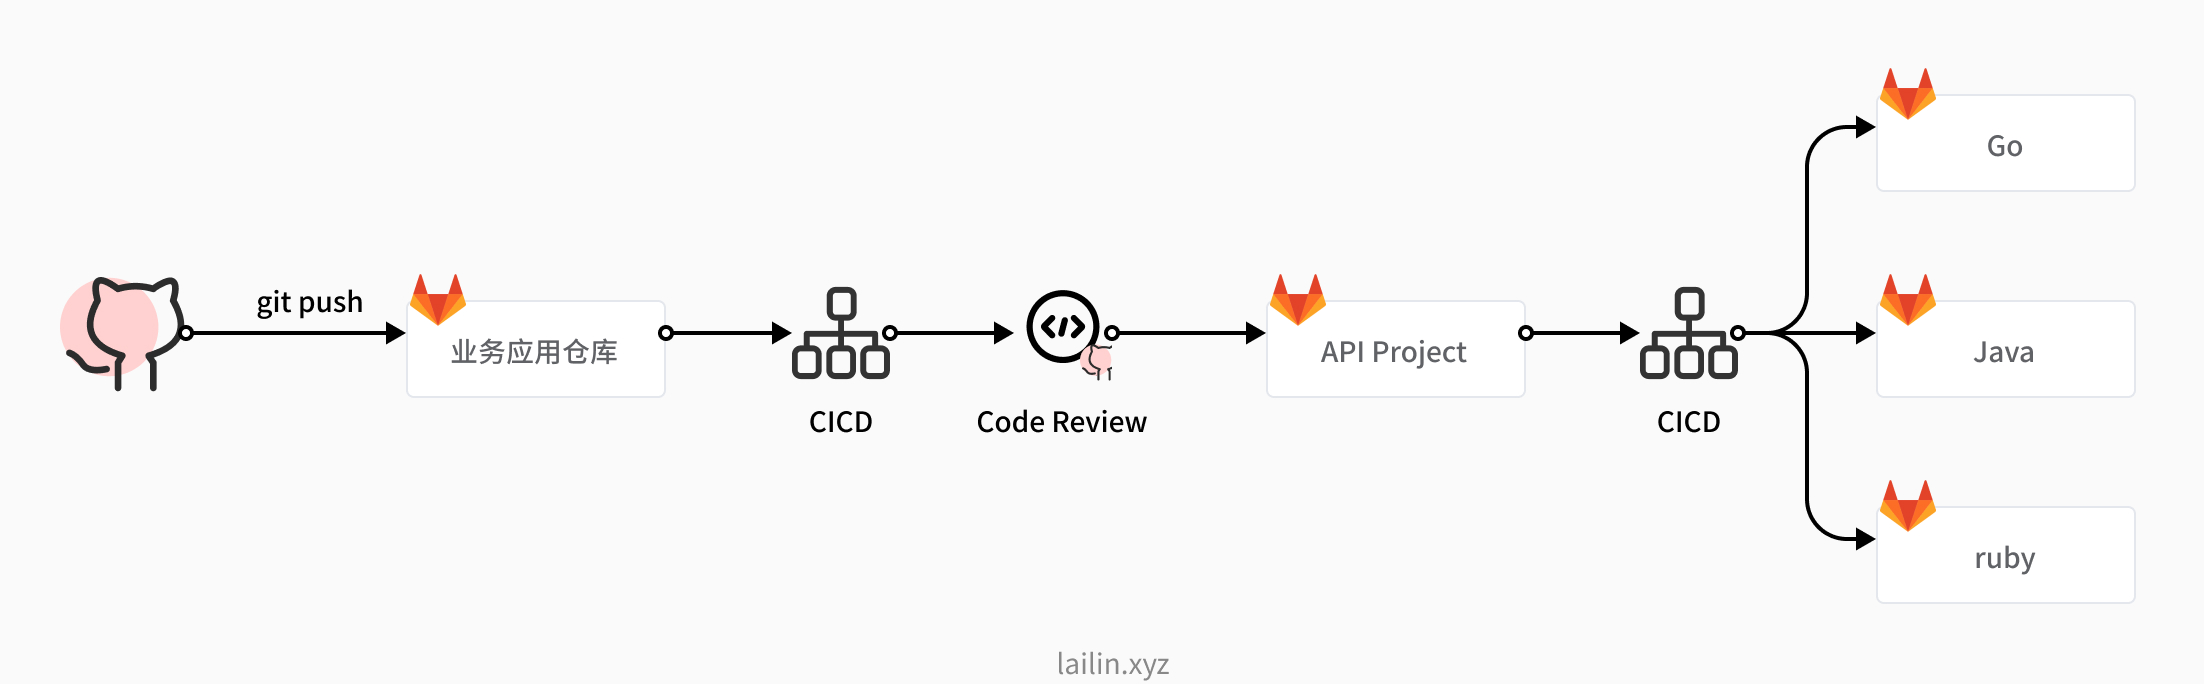 git push
业务应用仓库
CICD
Code Review
API Project
CICD
Go
Java
ruby
lailin.xyz